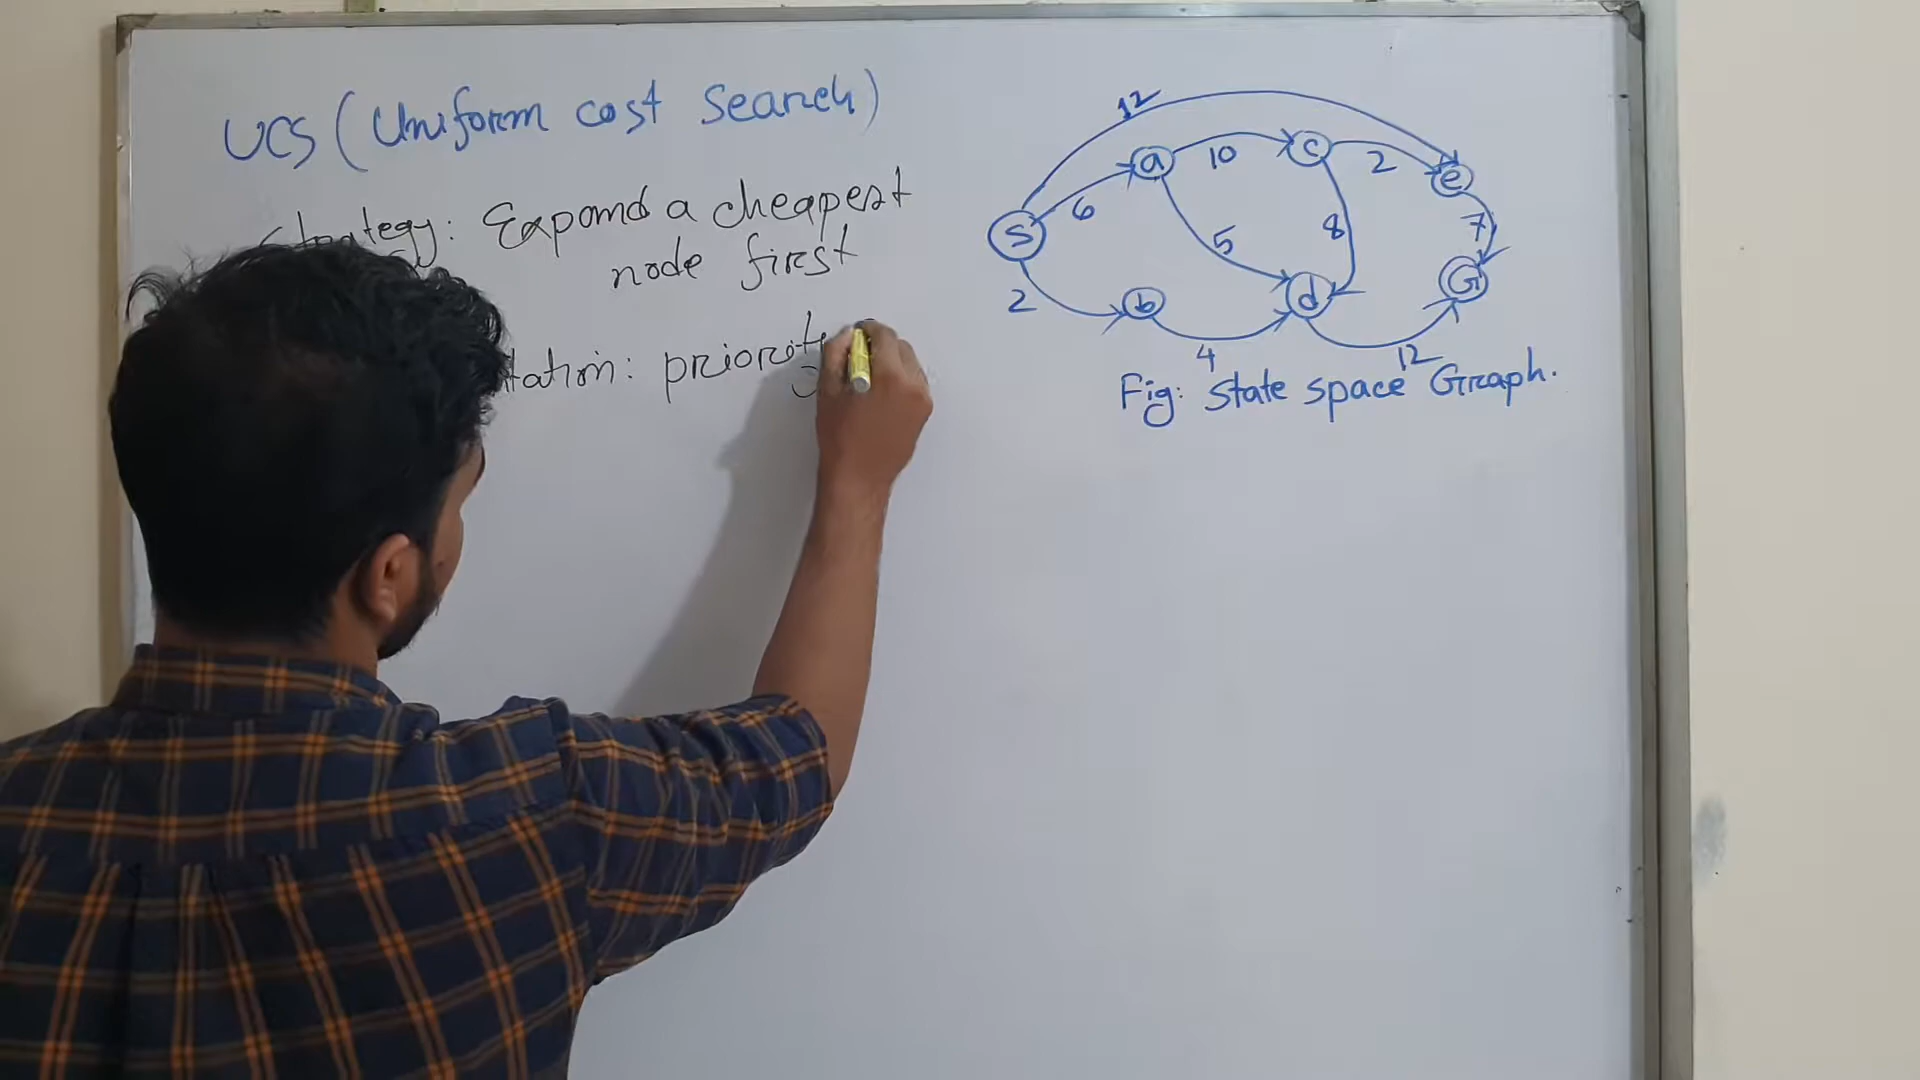 UCS (Uniform cost Search)
Strategy: Expand a cheapest
node first
tation: priority
12
a 10 c 2 e
S 6 5 8 7
2 b d G
4 12
Fig: State space Graph.